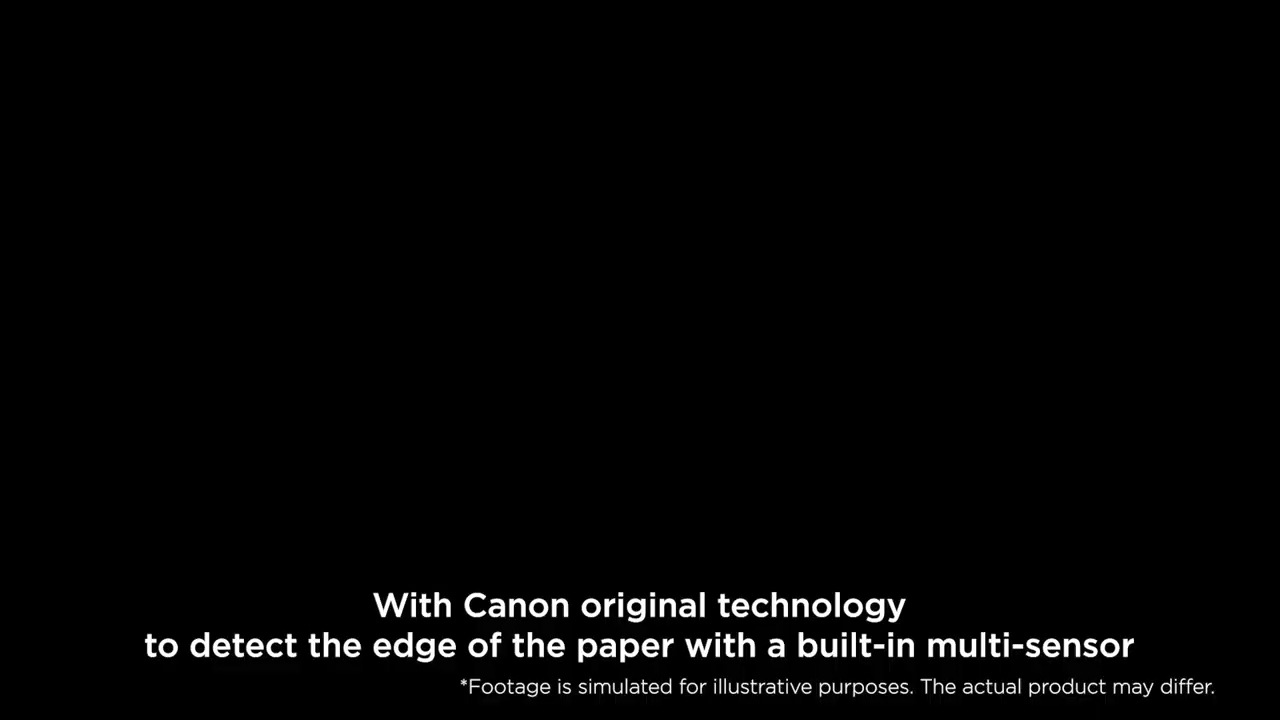 With Canon original technology
to detect the edge of the paper with a built-in multi-sensor
*Footage is simulated for illustrative purposes. The actual product may differ.